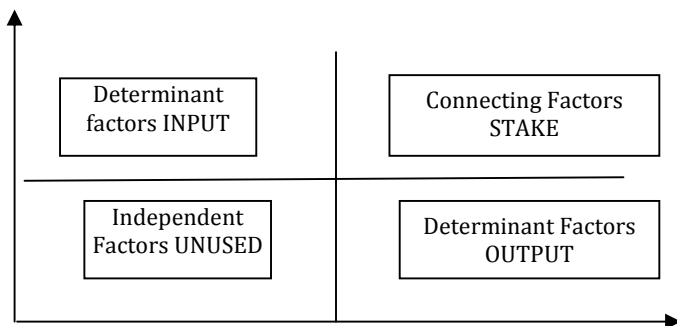 Determinant
factors INPUT
Connecting Factors
STAKE
Independent
Factors UNUSED
Determinant Factors
OUTPUT